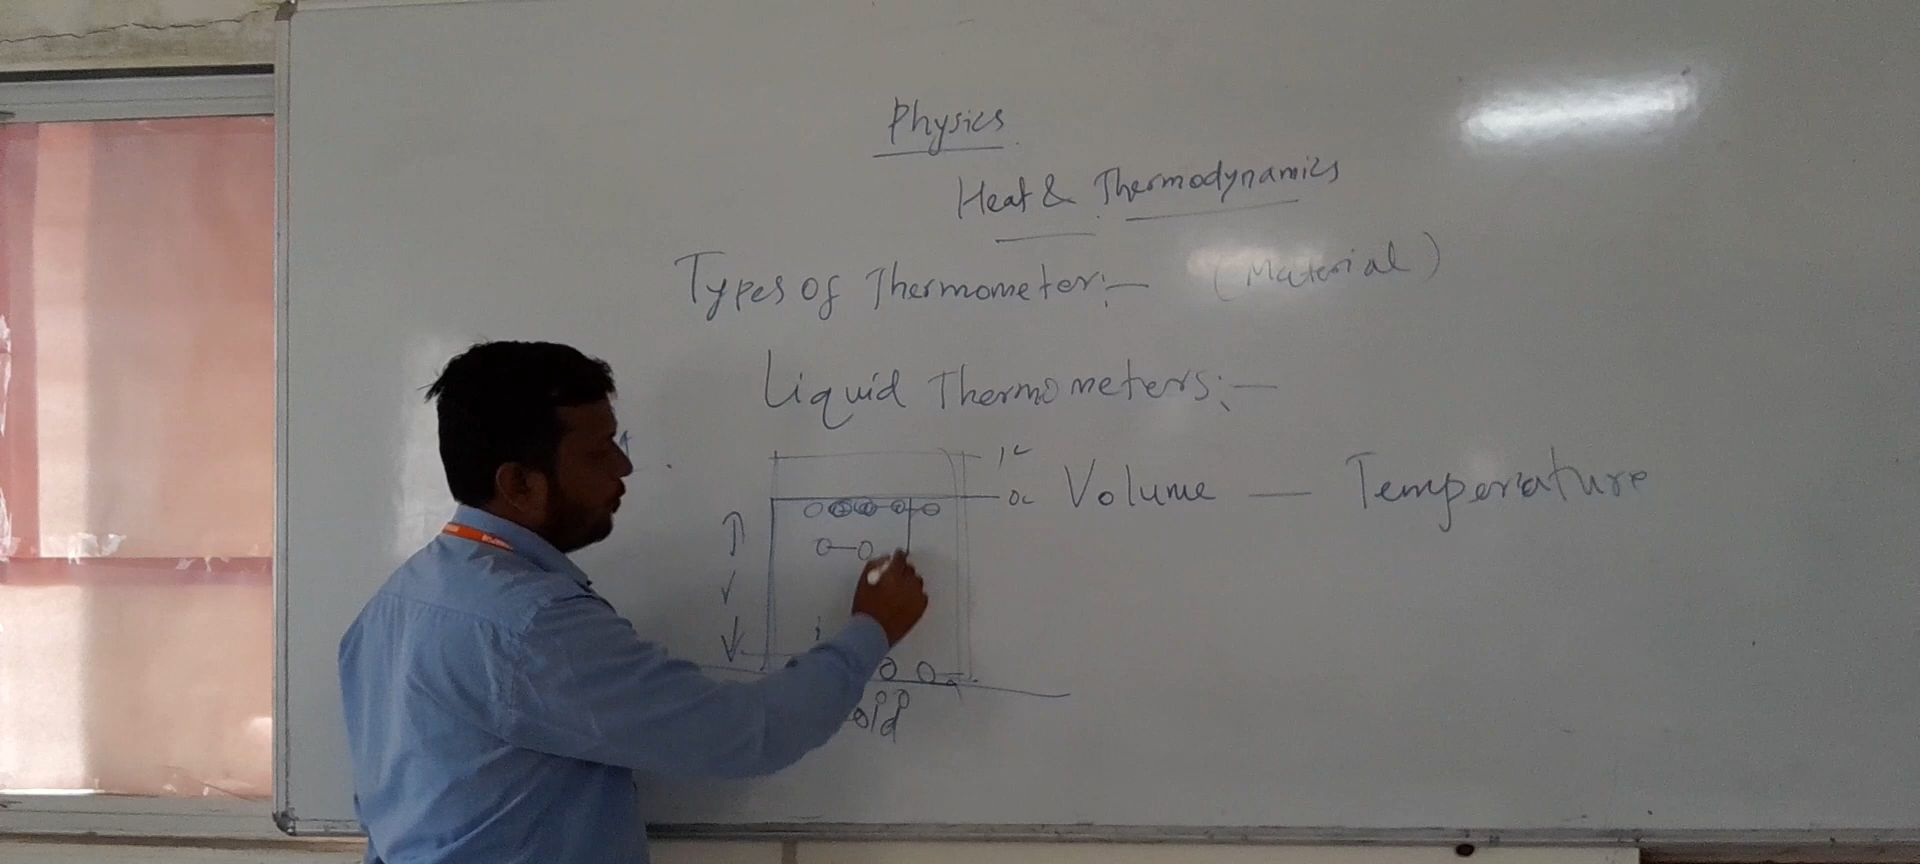 Physics
Heat & Thermodynamics
Types of Thermometer:- (Material)
Liquid Thermometers:-
Volume — Temperature